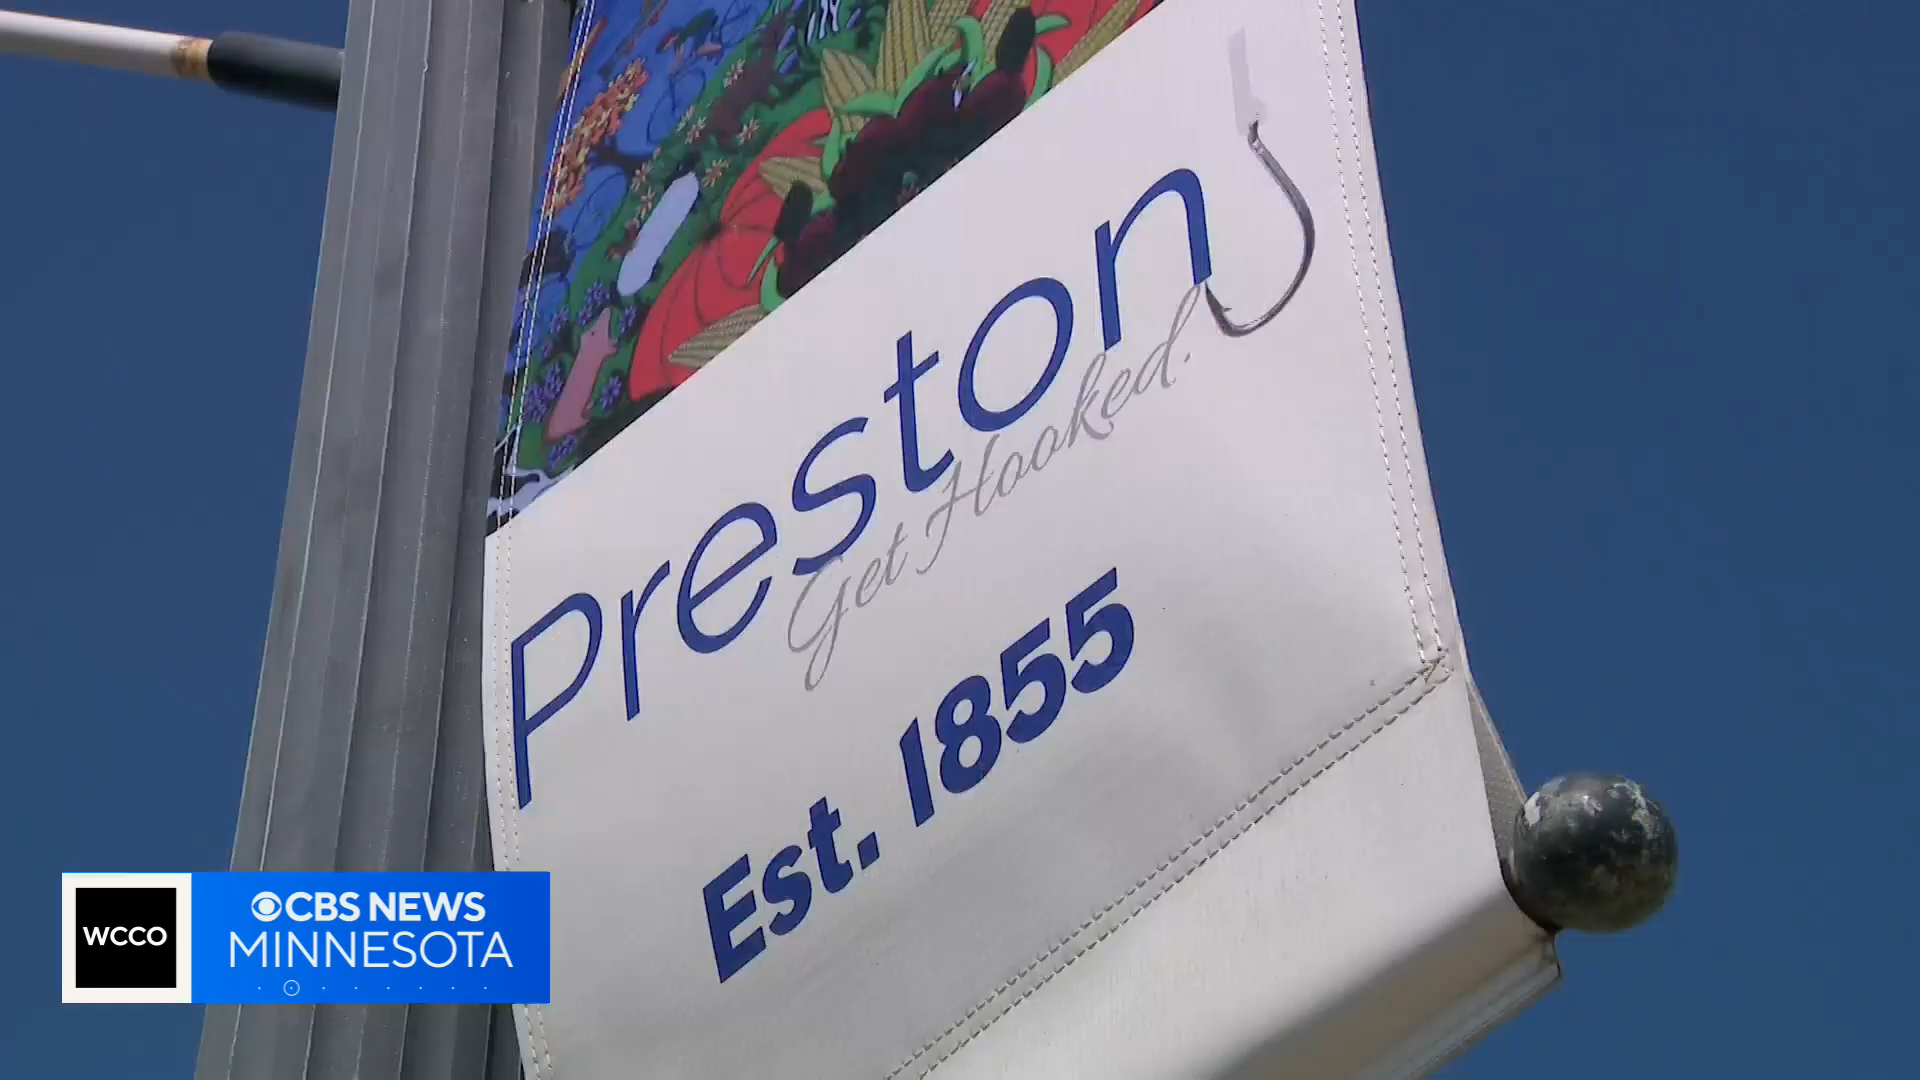 Preston
Get Hooked.
Est. 1855
WCCO
CBS NEWS
MINNESOTA